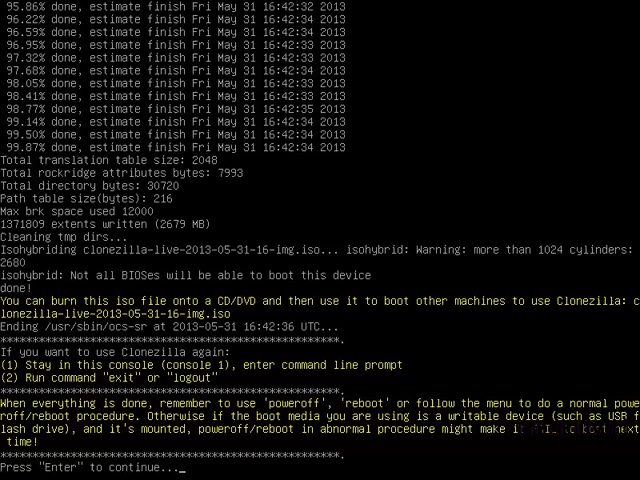 95.86% done, estimate finish Fri May 31 16:42:32 2013
96.22% done, estimate finish Fri May 31 16:42:34 2013
96.59% done, estimate finish Fri May 31 16:42:34 2013
96.95% done, estimate finish Fri May 31 16:42:33 2013
97.32% done, estimate finish Fri May 31 16:42:33 2013
97.68% done, estimate finish Fri May 31 16:42:34 2013
98.05% done, estimate finish Fri May 31 16:42:33 2013
98.41% done, estimate finish Fri May 31 16:42:33 2013
98.77% done, estimate finish Fri May 31 16:42:35 2013
99.14% done, estimate finish Fri May 31 16:42:34 2013
99.50% done, estimate finish Fri May 31 16:42:34 2013
99.87% done, estimate finish Fri May 31 16:42:34 2013
Total translation table size: 2048
Total rockridge attributes bytes: 7993
Total directory bytes: 30720
Path table size(bytes): 216
Max brk space used 12000
1371809 extents written (2679 MB)
Cleaning tmp dirs...
Isohybriding clonezilla-live-2013-05-31-16-img.iso... isohybrid: Warning: more than 1024 cylinders:
2680
isohybrid: Not all BIOSes will be able to boot this device
done!
You can burn this iso file onto a CD/DVD and then use it to boot other machines to use Clonezilla: c
lonezilla-live-2013-05-31-16-img.iso
Ending /usr/sbin/ocs-sr at 2013-05-31 16:42:36 UTC...
*****************************************************.
If you want to use Clonezilla again:
(1) Stay in this console (console 1), enter command line prompt
(2) Run command "exit" or "logout"
*****************************************************.
When everything is done, remember to use 'poweroff', 'reboot' or follow the menu to do a normal powe
roff/reboot procedure. Otherwise if the boot media you are using is a writable device (such as USB f
lash drive), and it's mounted, poweroff/reboot in abnormal procedure might make it to boot next
time!
*****************************************************.
Press "Enter" to continue..._